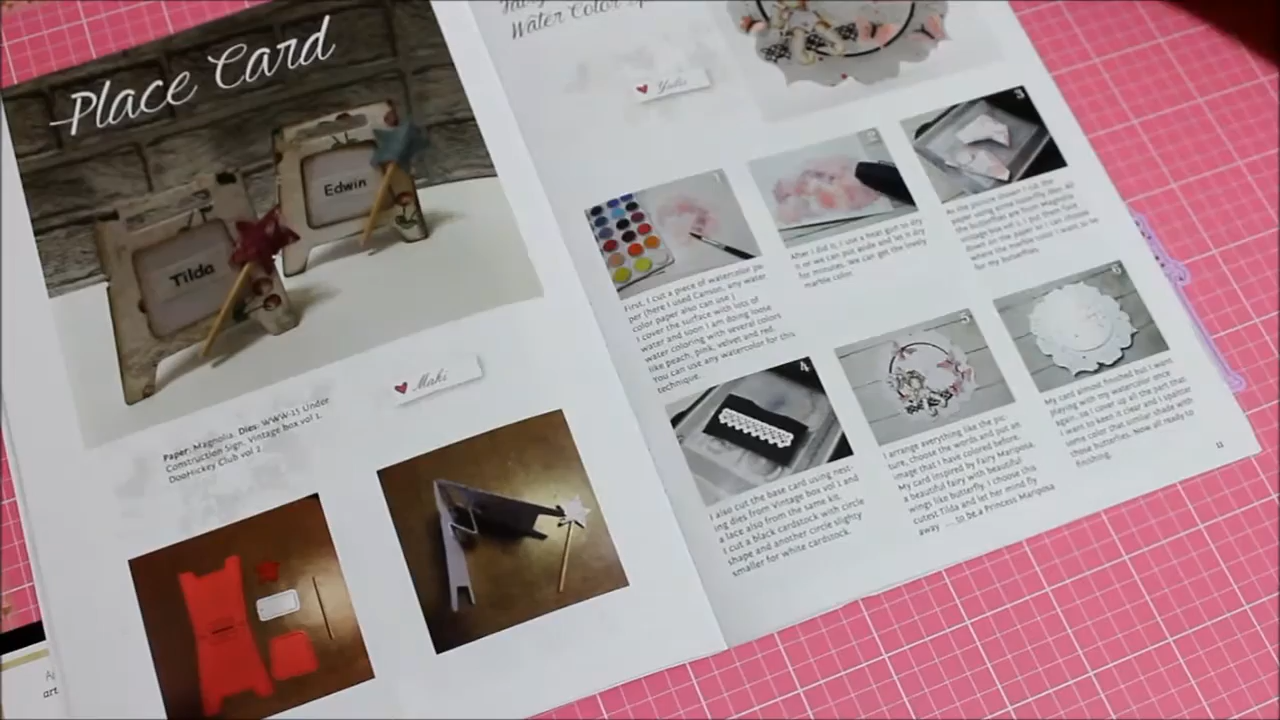 Place Card
Edwin
Tilda
Maki
Paper: Magnolia. Dies: WWW-15 Under
Construction Sign. Vintage box vol 1.
DooHickey Club vol 2
Water Color
Yulia
1
First, I cut a piece of watercolor pa-
per (here I used Canson, any water
color paper also can use )
I cover the surface with lots of
water and soon I am doing loose
water coloring with several colors
like peach, pink, velvet and red.
You can use any watercolor for this
technique.
2
After I did it, I use a heat gun to dry
it or we can put aside and let it dry
for minutes. We can get the lovely
marble color.
3
As the picture shown I cut the
paper using some
the butterflies are from Magnolia
vintage box vol 1. I let them
down on the paper so I
where the marble color I want to be
for my butterflies.
4
I also cut the base card using nest-
ing dies from Vintage box vol 1 and
a lace also from the same kit.
I cut a black cardstock with circle
shape and another circle slighty
smaller for white cardstock.
5
I arrange everything like the pic-
ture, choose the words and just an
image that I have colored before.
My card inspired by Fairy Mariposa,
a beautiful fairy with beautiful
wings like butterfly. I choose this
cutest Tilda and let her mind fly
away .... to be a Princess Mariposa
6
My card almost finished but I want
playing with my watercolor once
again, so I cover up all the part that
I want to keep it clear and I spatter
some color that similar shade with
those butterflies. Now all ready to
finishing.
11
art